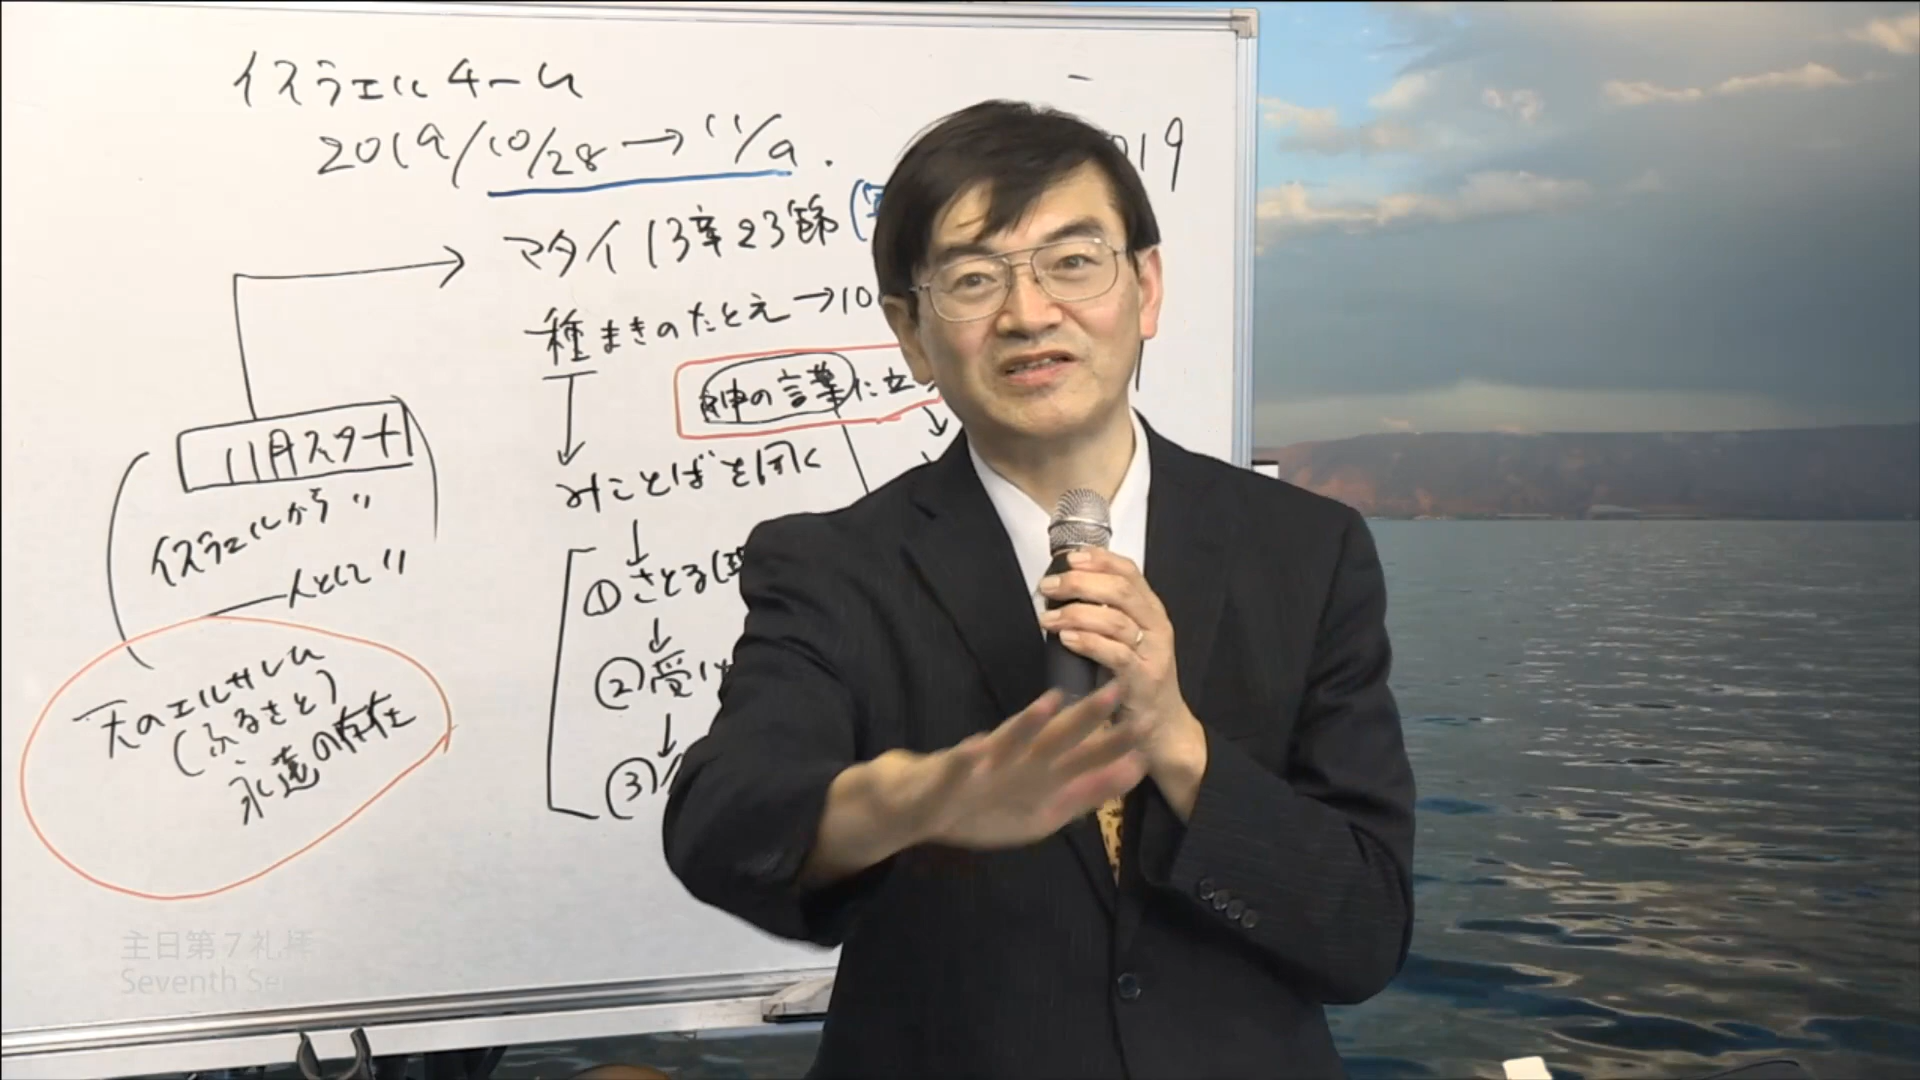 イスラエルチーム
2019/10/28→11/9.
019
マタイ13章23節(
種まきのたとえ→10
神の言葉に立
11月スタート
みことばを聞く
イスラエルから〃
①さとる(
人として〃
②受け
天のエルサレム
(ふるさと)
③
永遠の存在
主日第7礼拝
Seventh Se